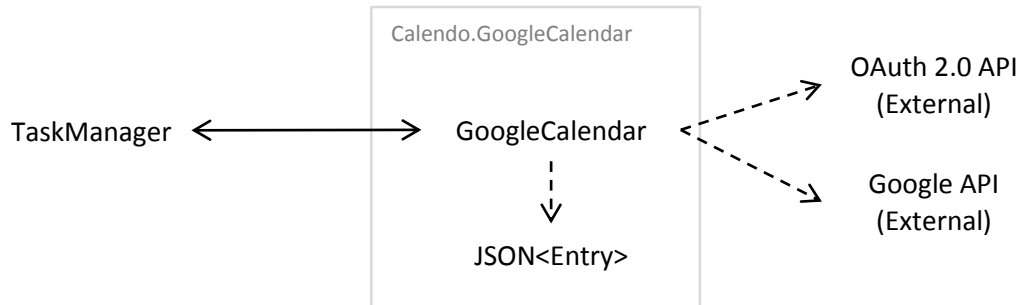 Calendo.GoogleCalendar
OAuth 2.0 API
(External)
TaskManager
GoogleCalendar
Google API
(External)
JSON<Entry>